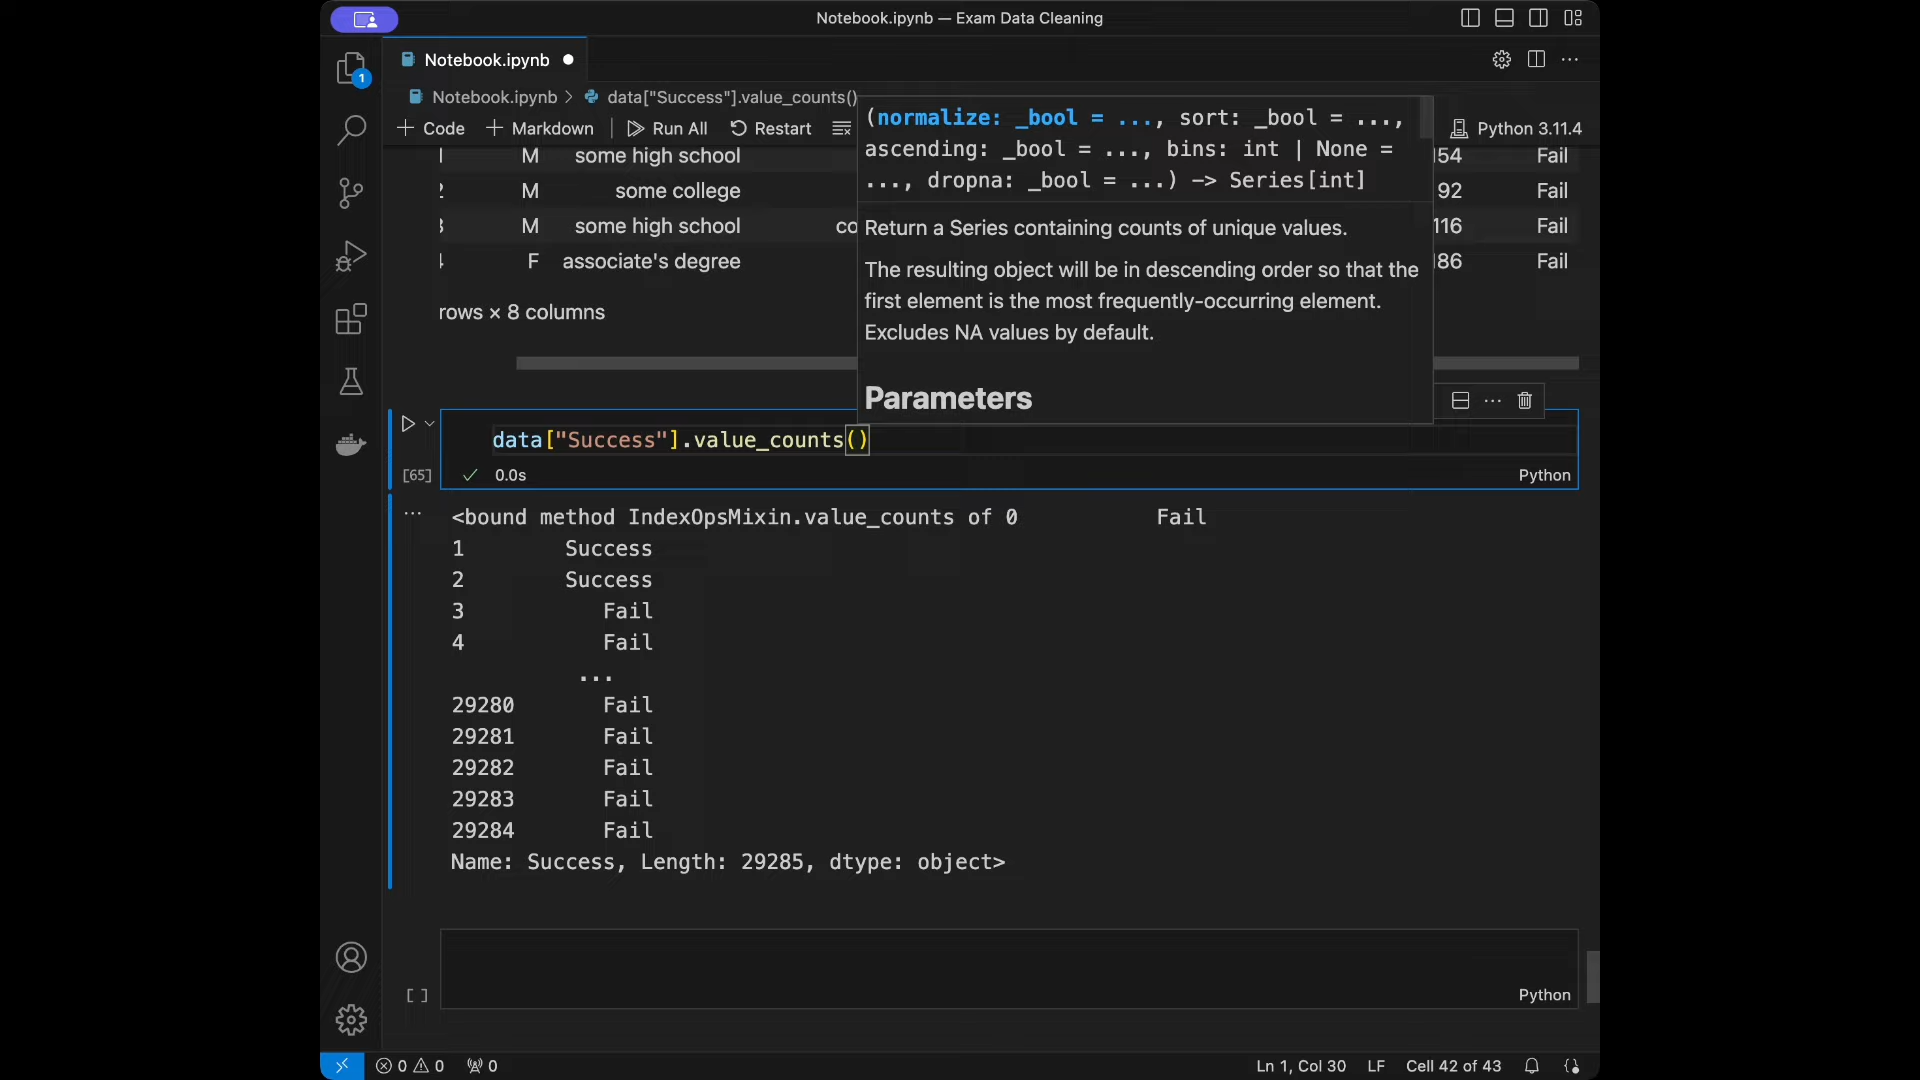 Notebook.ipynb — Exam Data Cleaning
Notebook.ipynb
1
Notebook.ipynb > data["Success"].value_counts()
+ Code + Markdown Run All Restart Python 3.11.4
(normalize: _bool = ..., sort: _bool = ...,
ascending: _bool = ..., bins: int | None =
..., dropna: _bool = ...) -> Series[int]
Return a Series containing counts of unique values.
The resulting object will be in descending order so that the
first element is the most frequently-occurring element.
Excludes NA values by default.
Parameters
M some high school 154 Fail
2 M some college 92 Fail
3 M some high school co 116 Fail
4 F associate's degree 186 Fail
rows × 8 columns
data["Success"].value_counts()
[65] 0.0s Python
<bound method IndexOpsMixin.value_counts of 0 Fail
1 Success
2 Success
3 Fail
4 Fail
...
29280 Fail
29281 Fail
29282 Fail
29283 Fail
29284 Fail
Name: Success, Length: 29285, dtype: object>
[ ] Python
0 0 0 Ln 1, Col 30 LF Cell 42 of 43